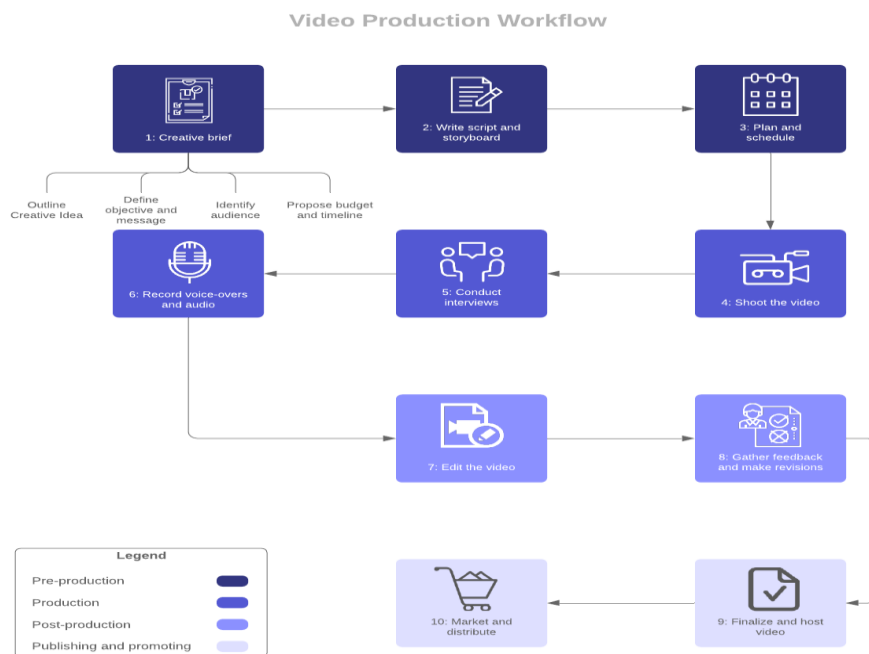 Video Production Workflow
1: Creative brief
2: Write script and
storyboard
3: Plan and
schedule
Outline
Creative Idea
Define
objective and
message
Identify
audience
Propose budget
and timeline
6: Record voice-overs
and audio
5: Conduct
interviews
4: Shoot the video
7: Edit the video
8: Gather feedback
and make revisions
Legend
Pre-production
Production
Post-production
Publishing and promoting
10: Market and
distribute
9: Finalize and host
video